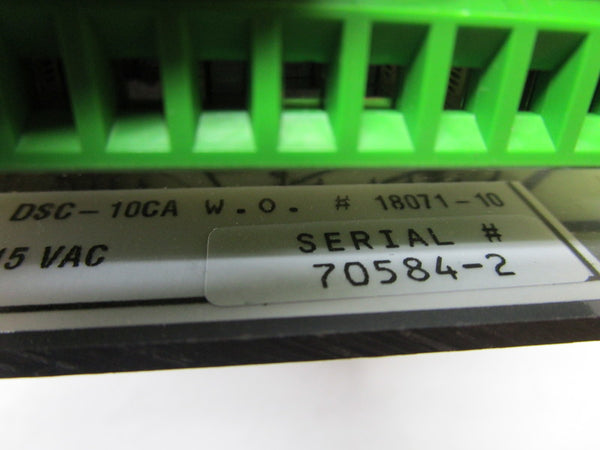 DSC-10CA W.O. # 18071-10
15 VAC
SERIAL #
70584-2